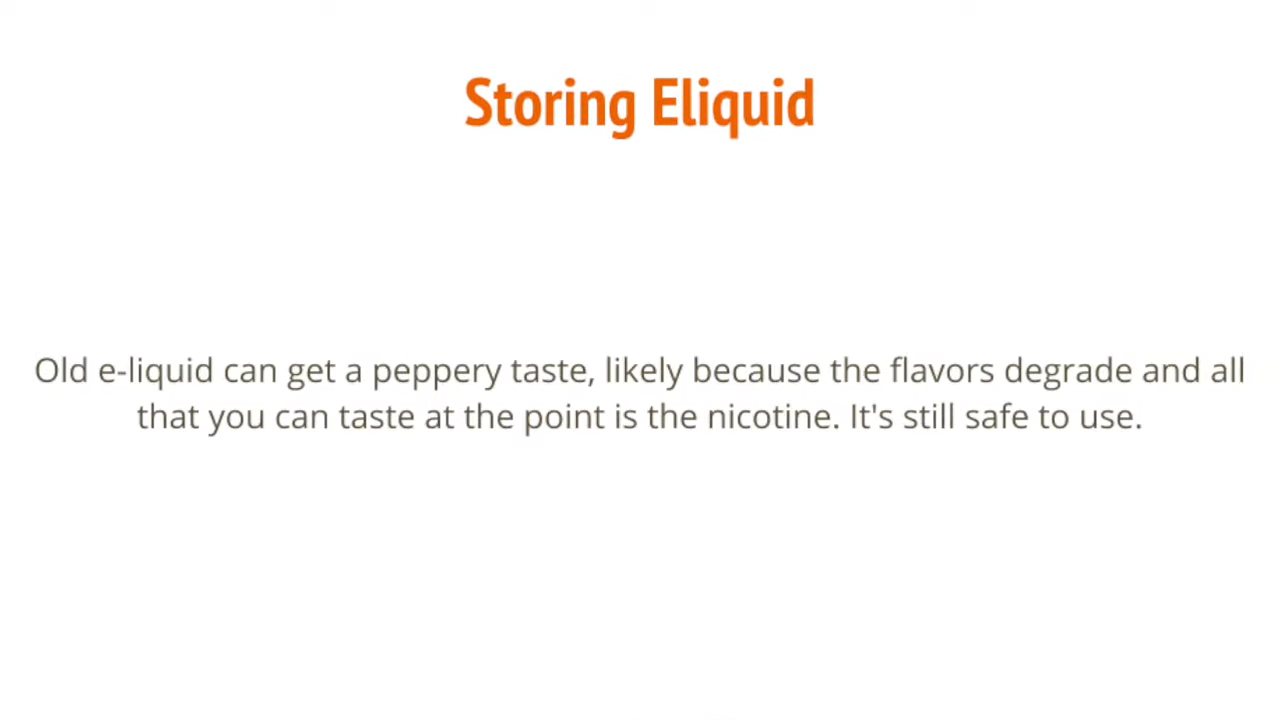 Storing Eliquid
Old e-liquid can get a peppery taste, likely because the flavors degrade and all
that you can taste at the point is the nicotine. It's still safe to use.